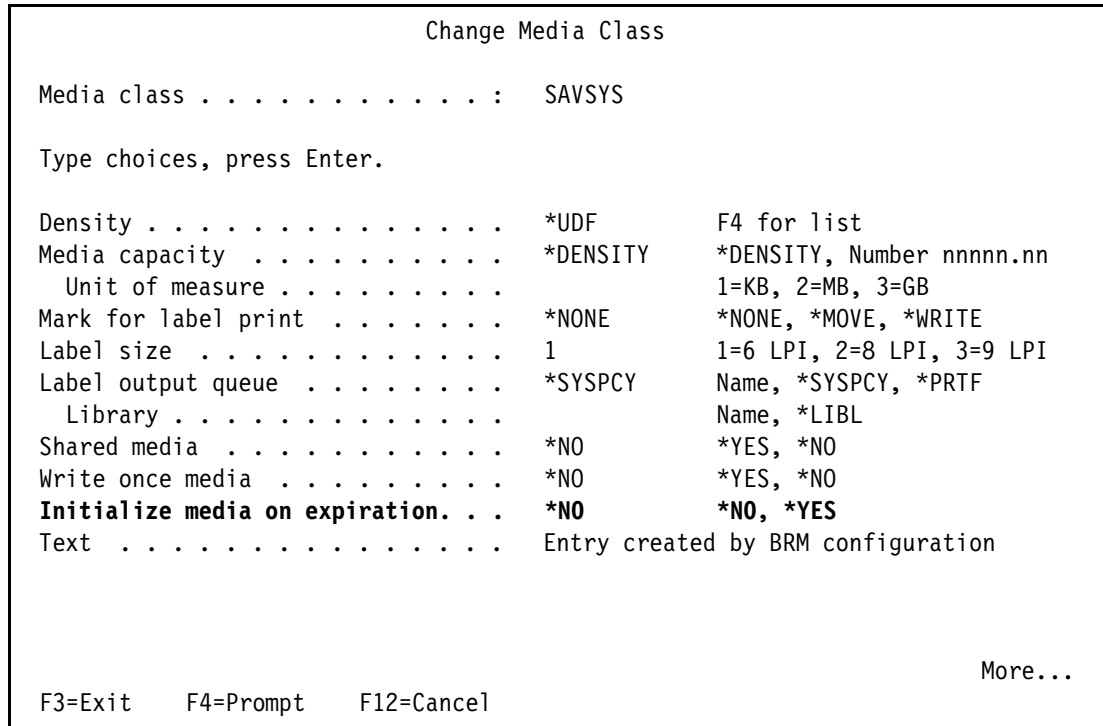 Change Media Class
Media class . . . . . . . . . . . . : SAVSYS
Type choices, press Enter.
Density . . . . . . . . . . . . . . . *UDF F4 for list
Media capacity . . . . . . . . . . *DENSITY *DENSITY, Number nnnnn.nn
Unit of measure . . . . . . . . . 1=KB, 2=MB, 3=GB
Mark for label print . . . . . . . *NONE *NONE, *MOVE, *WRITE
Label size . . . . . . . . . . . . 1 1=6 LPI, 2=8 LPI, 3=9 LPI
Label output queue . . . . . . . . *SYSPCY Name, *SYSPCY, *PRTF
Library . . . . . . . . . . . . . Name, *LIBL
Shared media . . . . . . . . . . . *NO *YES, *NO
Write once media . . . . . . . . . *NO *YES, *NO
Initialize media on expiration. . . *NO *NO, *YES
Text . . . . . . . . . . . . . . . Entry created by BRM configuration
More...
F3=Exit F4=Prompt F12=Cancel